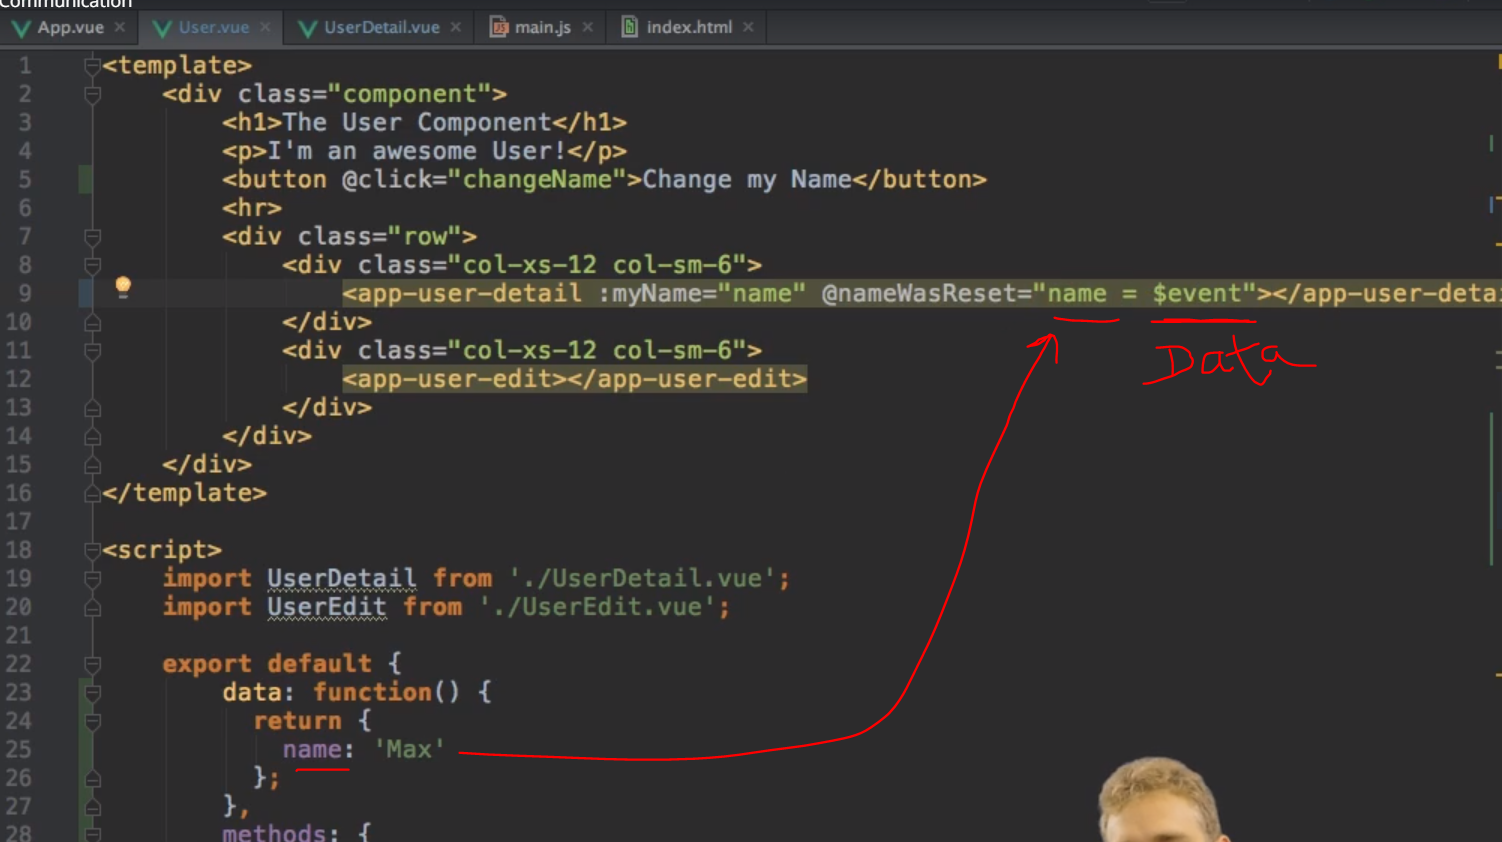 Communication
App.vue × User.vue × UserDetail.vue × main.js × index.html ×
1 <template>
2 <div class="component">
3 <h1>The User Component</h1>
4 <p>I'm an awesome User!</p>
5 <button @click="changeName">Change my Name</button>
6 <hr>
7 <div class="row">
8 <div class="col-xs-12 col-sm-6">
9 <app-user-detail :myName="name" @nameWasReset="name = $event"></app-user-detai
Data
10 </div>
11 <div class="col-xs-12 col-sm-6">
12 <app-user-edit></app-user-edit>
13 </div>
14 </div>
15 </div>
16 </template>
17
18 <script>
19 import UserDetail from './UserDetail.vue';
20 import UserEdit from './UserEdit.vue';
21
22 export default {
23 data: function() {
24 return {
25 name: 'Max'
26 };
27 },
28 methods: {